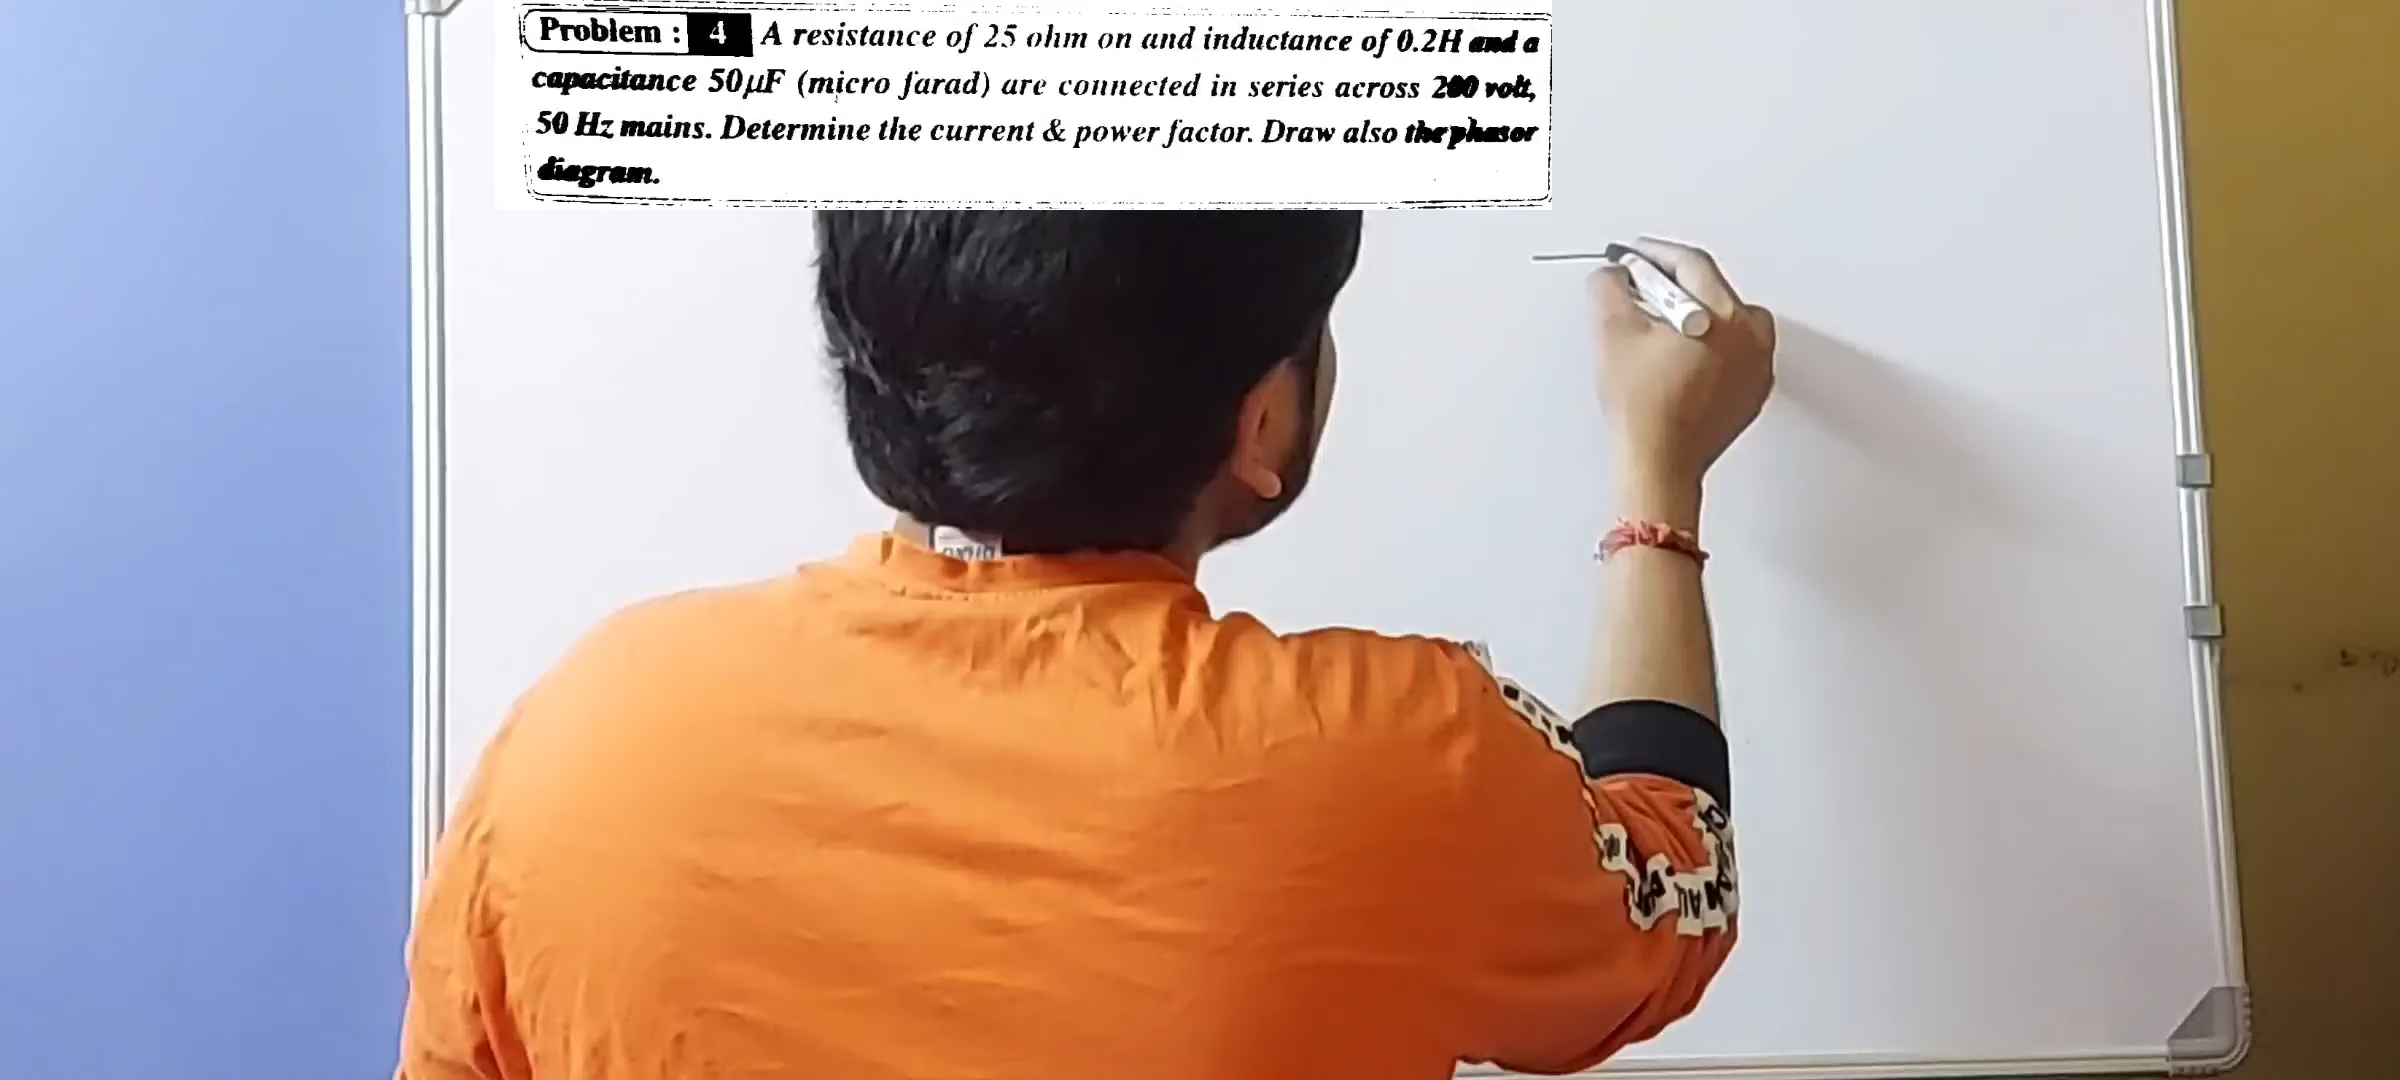 Problem : 4 A resistance of 25 ohm on and inductance of 0.2H and a
capacitance 50μF (micro farad) are connected in series across 200 volt,
50 Hz mains. Determine the current & power factor. Draw also the phasor
diagram.